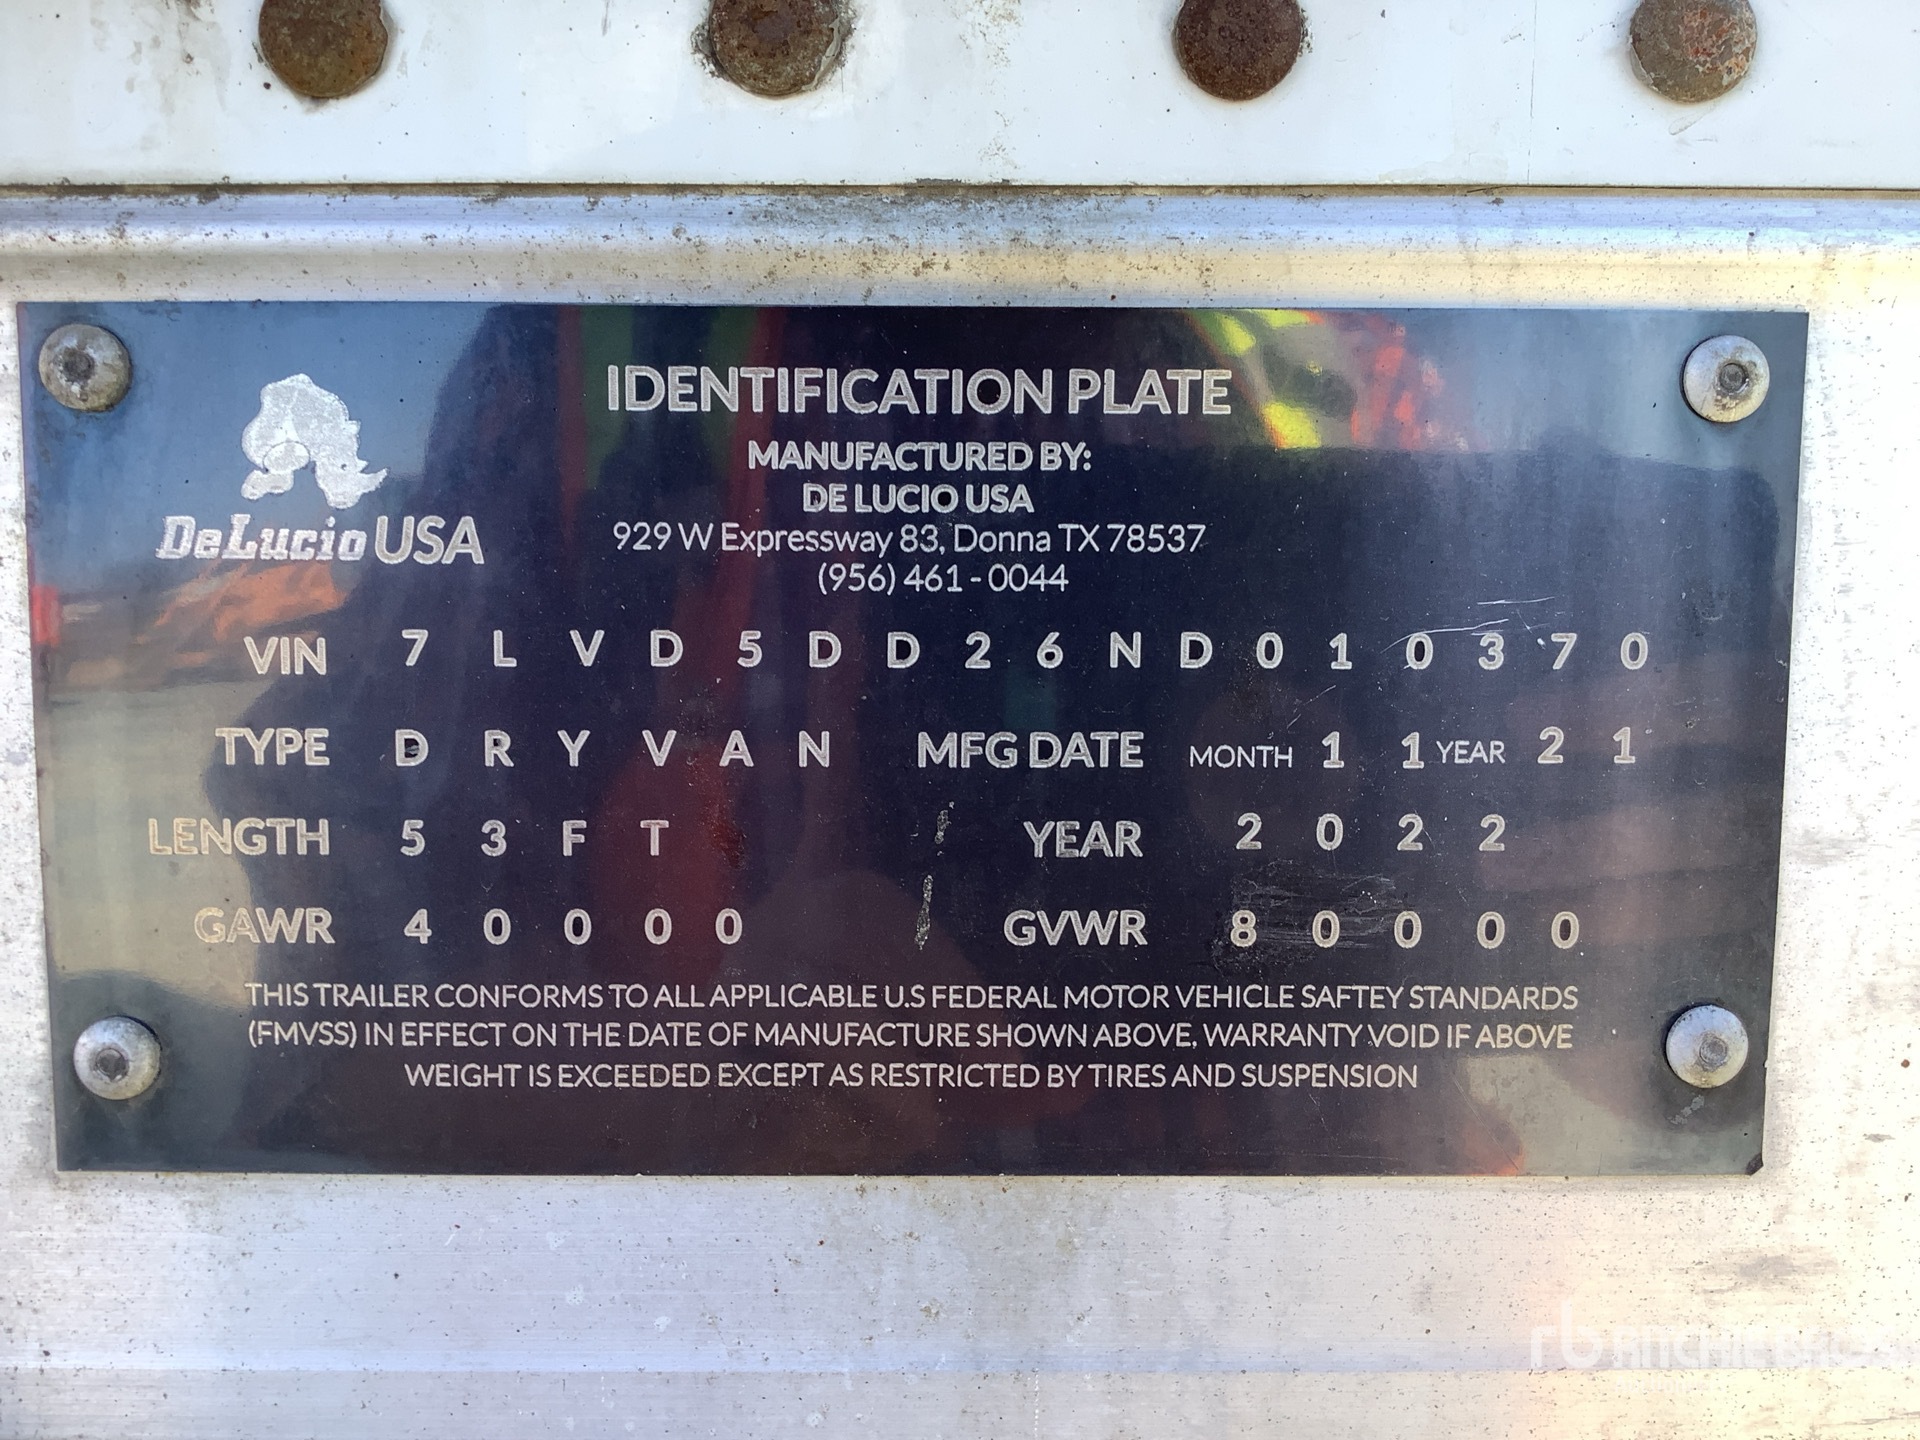 IDENTIFICATION PLATE
MANUFACTURED BY:
DE LUCIO USA
929 W Expressway 83, Donna TX 78537
(956) 461 - 0044
DeLucio USA
VIN 7 L V D 5 D D 2 6 N D 0 1 0 3 7 0
TYPE D R Y V A N MFG DATE MONTH 1 1 YEAR 2 1
LENGTH 5 3 F T YEAR 2 0 2 2
GAWR 4 0 0 0 0 GVWR 8 0 0 0 0
THIS TRAILER CONFORMS TO ALL APPLICABLE U.S FEDERAL MOTOR VEHICLE SAFTEY STANDARDS
(FMVSS) IN EFFECT ON THE DATE OF MANUFACTURE SHOWN ABOVE, WARRANTY VOID IF ABOVE
WEIGHT IS EXCEEDED EXCEPT AS RESTRICTED BY TIRES AND SUSPENSION
rb RITCHIE BROS